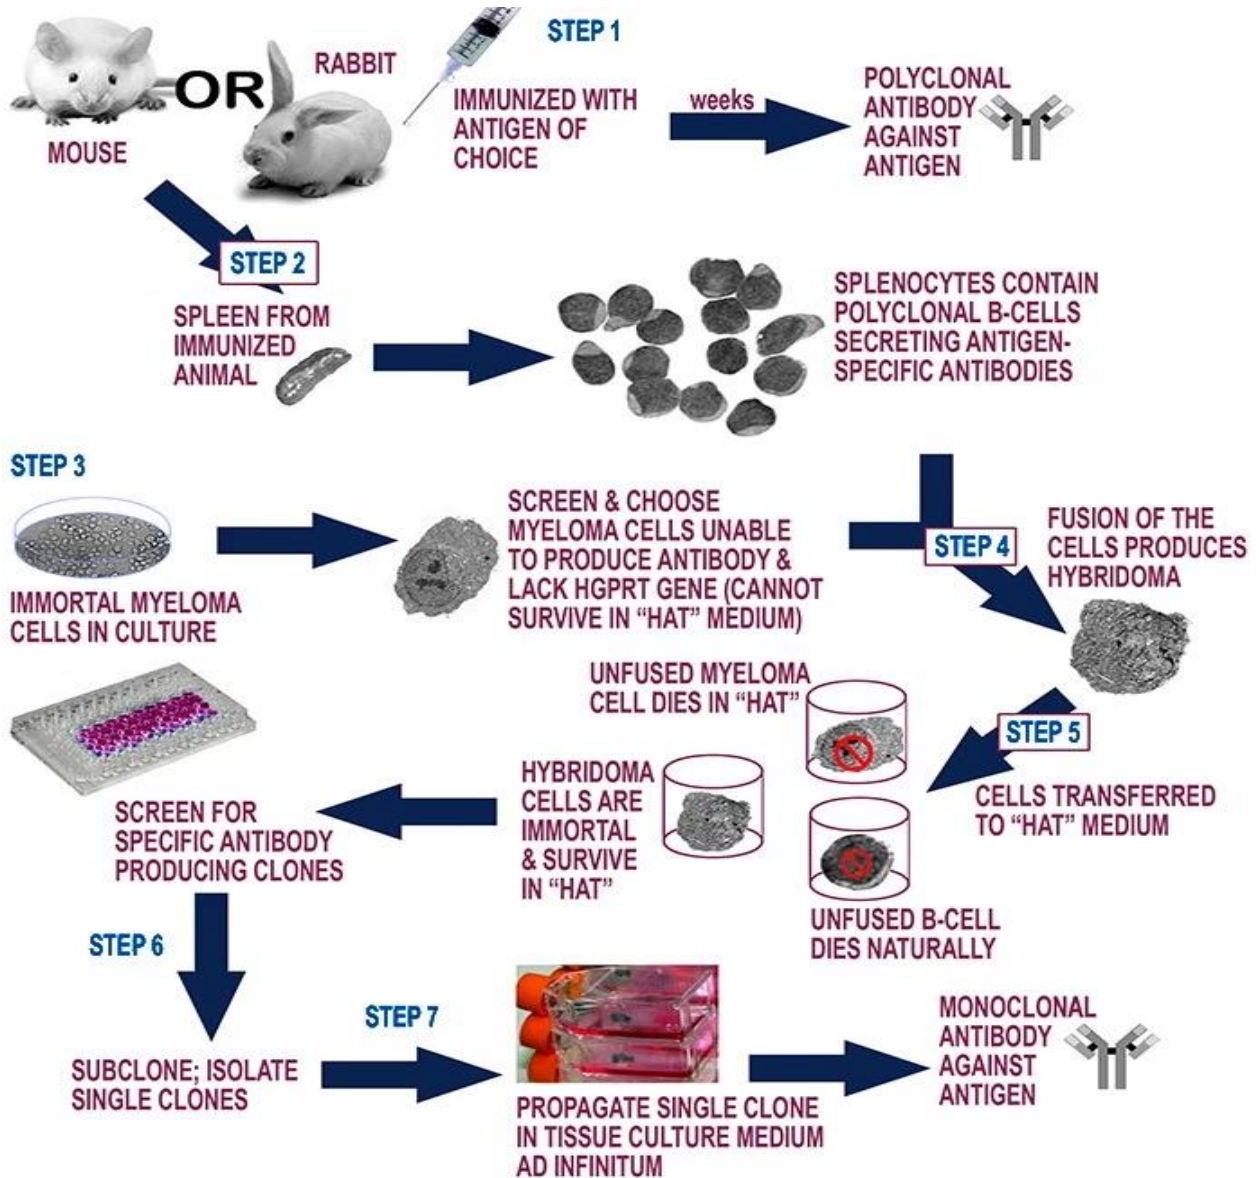 STEP 1
MOUSE
OR
RABBIT
IMMUNIZED WITH
ANTIGEN OF
CHOICE
weeks
POLYCLONAL
ANTIBODY
AGAINST
ANTIGEN
STEP 2
SPLEEN FROM
IMMUNIZED
ANIMAL
SPLENOCYTES CONTAIN
POLYCLONAL B-CELLS
SECRETING ANTIGEN-
SPECIFIC ANTIBODIES
STEP 3
IMMORTAL MYELOMA
CELLS IN CULTURE
SCREEN & CHOOSE
MYELOMA CELLS UNABLE
TO PRODUCE ANTIBODY &
LACK HGPRT GENE (CANNOT
SURVIVE IN “HAT” MEDIUM)
STEP 4
FUSION OF THE
CELLS PRODUCES
HYBRIDOMA
STEP 5
CELLS TRANSFERRED
TO “HAT” MEDIUM
UNFUSED MYELOMA
CELL DIES IN “HAT”
UNFUSED B-CELL
DIES NATURALLY
HYBRIDOMA
CELLS ARE
IMMORTAL
& SURVIVE
IN “HAT”
SCREEN FOR
SPECIFIC ANTIBODY
PRODUCING CLONES
STEP 6
SUBCLONE; ISOLATE
SINGLE CLONES
STEP 7
PROPAGATE SINGLE CLONE
IN TISSUE CULTURE MEDIUM
AD INFINITUM
MONOCLONAL
ANTIBODY
AGAINST
ANTIGEN